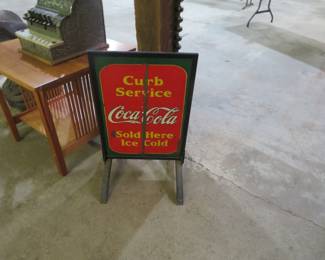 Curb
Service
Coca-Cola
Sold Here
Ice Cold